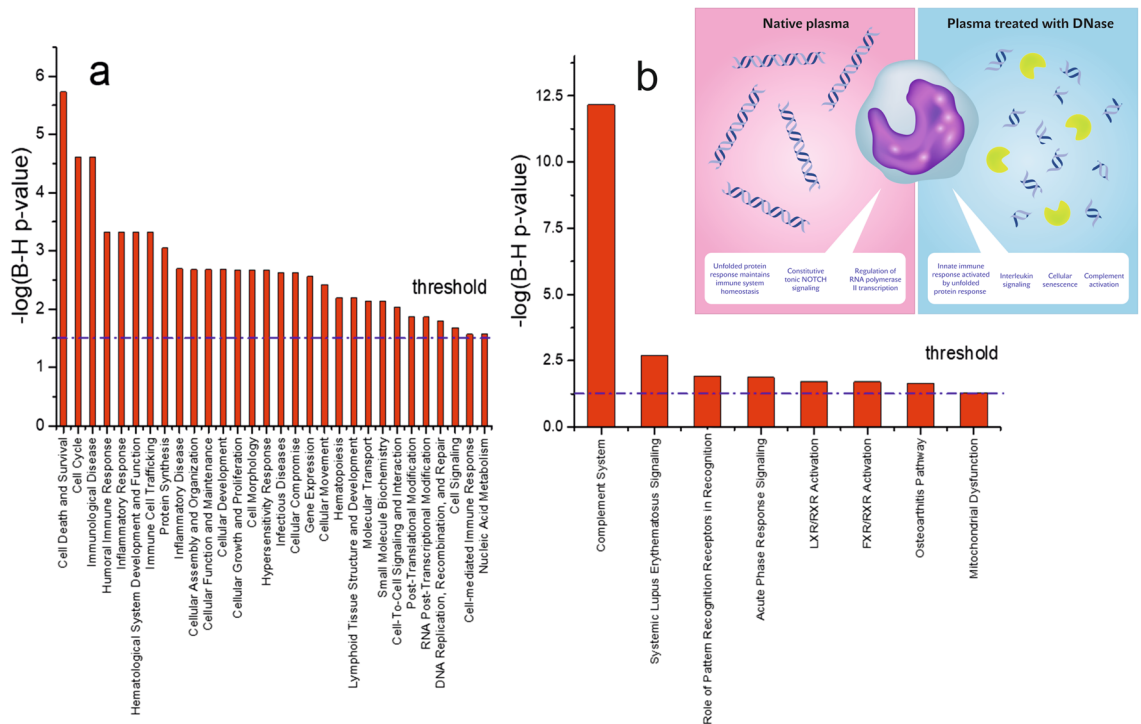 a
-log(B-H p-value)
6
5
4
3
2
1
0
threshold
Cell Death and Survival
Cell Cycle
Immunological Disease
Humoral Immune Response
Inflammatory Response
Hematological System Development and Function
Immune Cell Trafficking
Protein Synthesis
Inflammatory Disease
Cellular Assembly and Organization
Cellular Function and Maintenance
Cellular Development
Cellular Growth and Proliferation
Cell Morphology
Hypersensitivity Response
Infectious Diseases
Cellular Compromise
Gene Expression
Cellular Movement
Hematopoiesis
Lymphoid Tissue Structure and Development
Molecular Transport
Small Molecule Biochemistry
Cell-To-Cell Signaling and Interaction
Post-Translational Modification
RNA Post-Transcriptional Modification
DNA Replication, Recombination, and Repair
Cell Signaling
Cell-mediated Immune Response
Nucleic Acid Metabolism
b
-log(B-H p-value)
12.5
10.0
7.5
5.0
2.5
0.0
threshold
Complement System
Systemic Lupus Erythematosus Signaling
Role of Pattern Recognition Receptors in Recognition
Acute Phase Response Signaling
LXR/RXR Activation
FXR/RXR Activation
Osteoarthritis Pathway
Mitochondrial Dysfunction
Native plasma
Plasma treated with DNase
Unfolded protein
response maintains
immune system
homeostasis
Constitutive
tonic NOTCH
signaling
Regulation of
RNA polymerase
II transcription
Innate immune
response activated
by unfolded
protein response
Interleukin
signaling
Cellular
senescence
Complement
activation